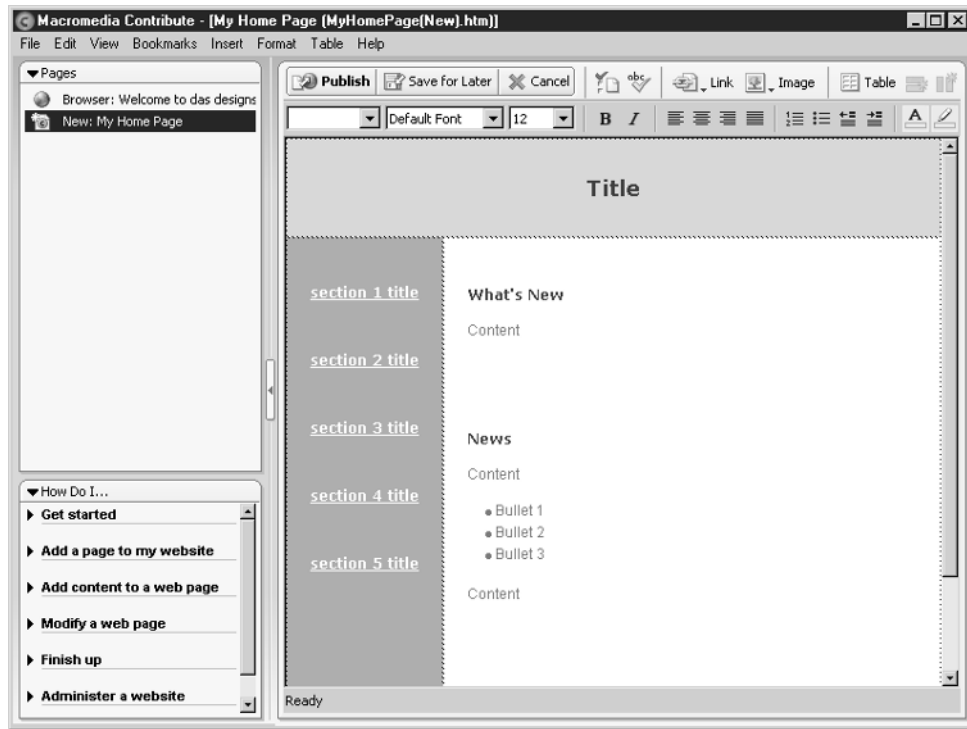 Macromedia Contribute - [My Home Page (MyHomePage(New).htm)]
File Edit View Bookmarks Insert Format Table Help
Pages
Browser: Welcome to das designs
New: My Home Page
How Do I...
Get started
Add a page to my website
Add content to a web page
Modify a web page
Finish up
Administer a website
Publish Save for Later Cancel abc Link Image Table
Default Font 12 B I A
Title
section 1 title
section 2 title
section 3 title
section 4 title
section 5 title
What's New
Content
News
Content
Bullet 1
Bullet 2
Bullet 3
Content
Ready